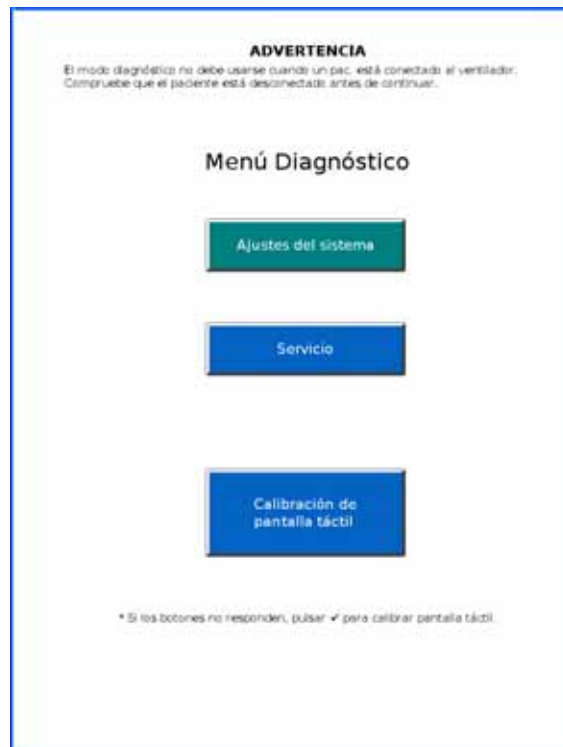 ADVERTENCIA
El modo diagnóstico no debe usarse cuando un pac. está conectado al ventilador.
Compruebe que el paciente está desconectado antes de continuar.
Menú Diagnóstico
Ajustes del sistema
Servicio
Calibración de
pantalla táctil
* Si los botones no responden, pulsar ✔ para calibrar pantalla táctil.